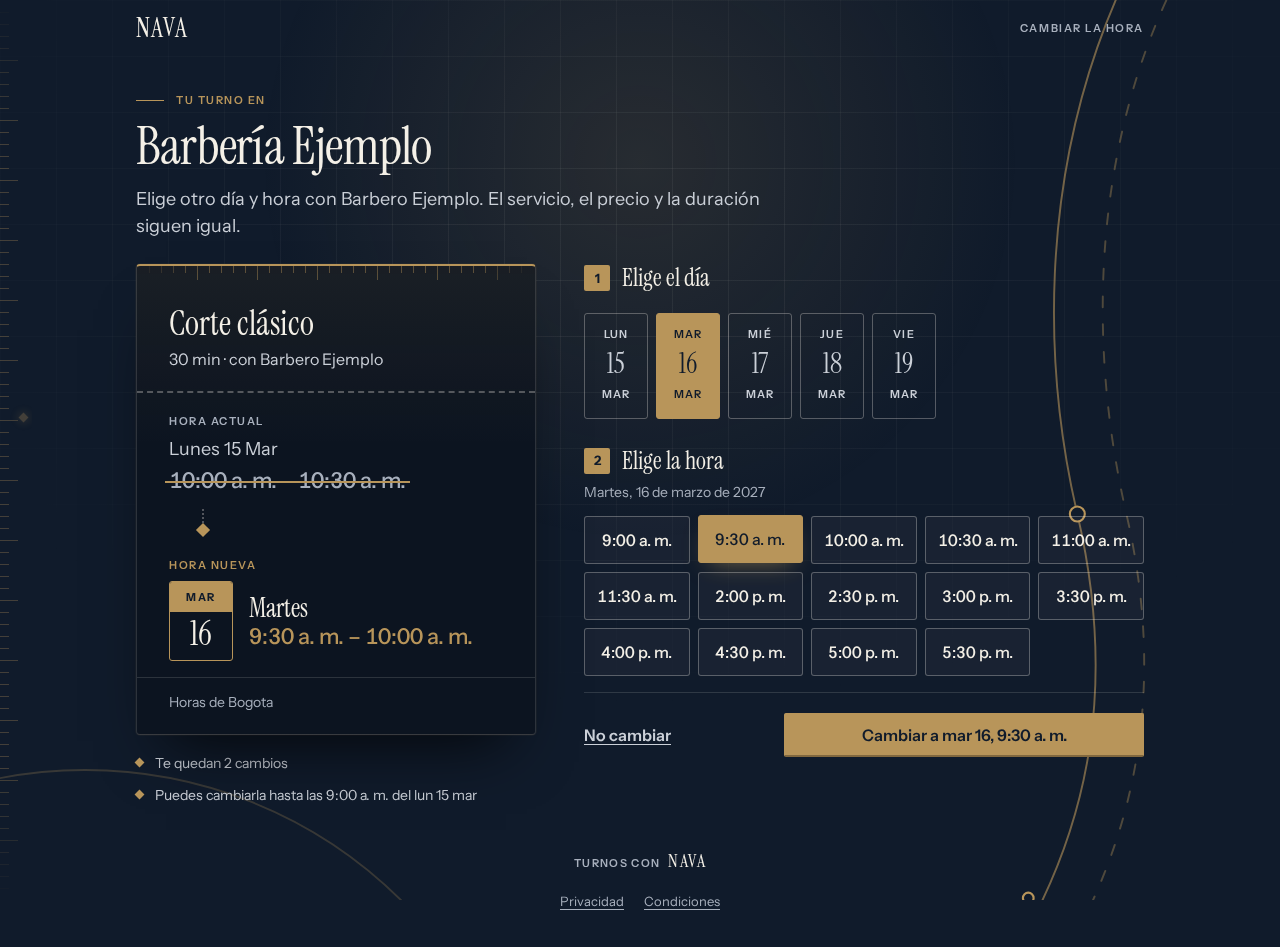 NAVA
CAMBIAR LA HORA
TU TURNO EN
Barbería Ejemplo
Elige otro día y hora con Barbero Ejemplo. El servicio, el precio y la duración
siguen igual.
Corte clásico
30 min · con Barbero Ejemplo
HORA ACTUAL
Lunes 15 Mar
10:00 a. m. – 10:30 a. m.
HORA NUEVA
MAR
16
Martes
9:30 a. m. – 10:00 a. m.
Horas de Bogota
Te quedan 2 cambios
Puedes cambiarla hasta las 9:00 a. m. del lun 15 mar
1 Elige el día
LUN MAR MIÉ JUE VIE
15 16 17 18 19
MAR MAR MAR MAR MAR
2 Elige la hora
Martes, 16 de marzo de 2027
9:00 a. m. 9:30 a. m. 10:00 a. m. 10:30 a. m. 11:00 a. m.
11:30 a. m. 2:00 p. m. 2:30 p. m. 3:00 p. m. 3:30 p. m.
4:00 p. m. 4:30 p. m. 5:00 p. m. 5:30 p. m.
No cambiar Cambiar a mar 16, 9:30 a. m.
TURNOS CON NAVA
Privacidad Condiciones